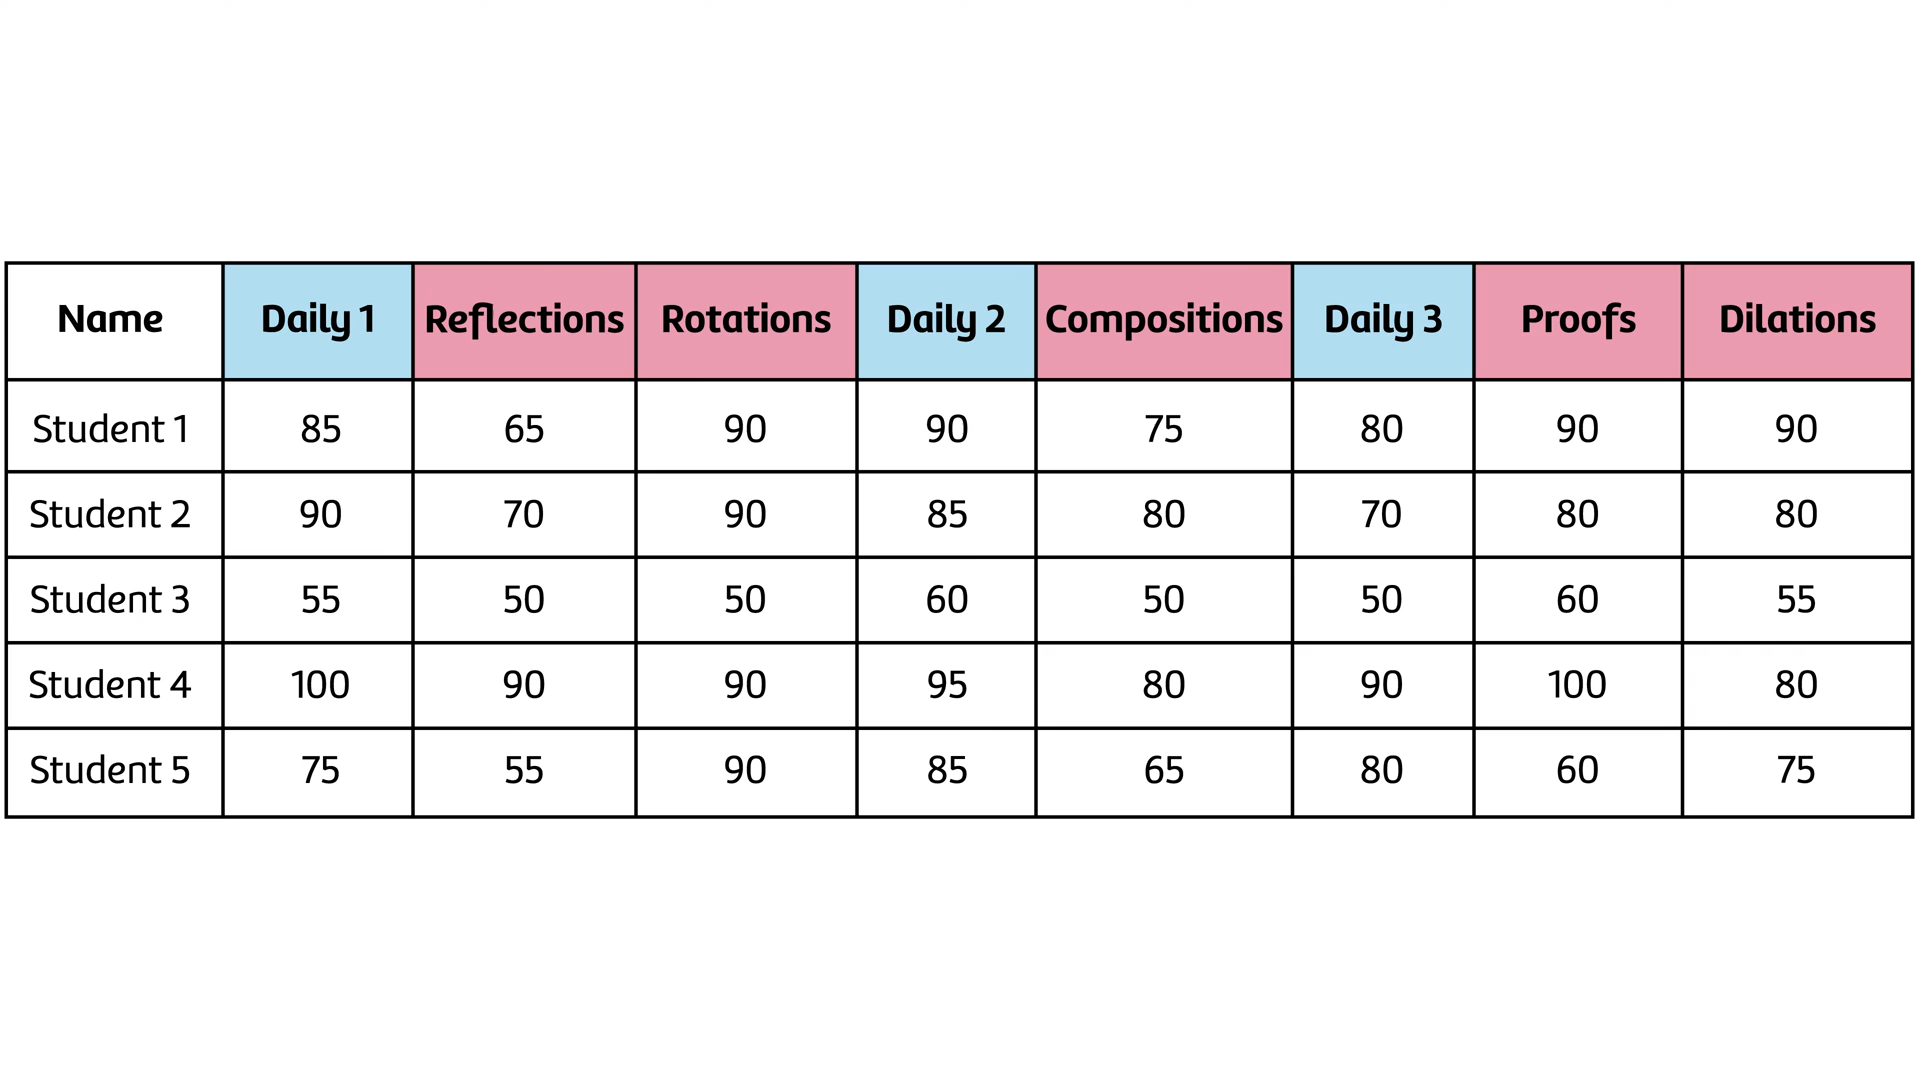 Name Daily 1 Reflections Rotations Daily 2 Compositions Daily 3 Proofs Dilations
Student 1 85 65 90 90 75 80 90 90
Student 2 90 70 90 85 80 70 80 80
Student 3 55 50 50 60 50 50 60 55
Student 4 100 90 90 95 80 90 100 80
Student 5 75 55 90 85 65 80 60 75